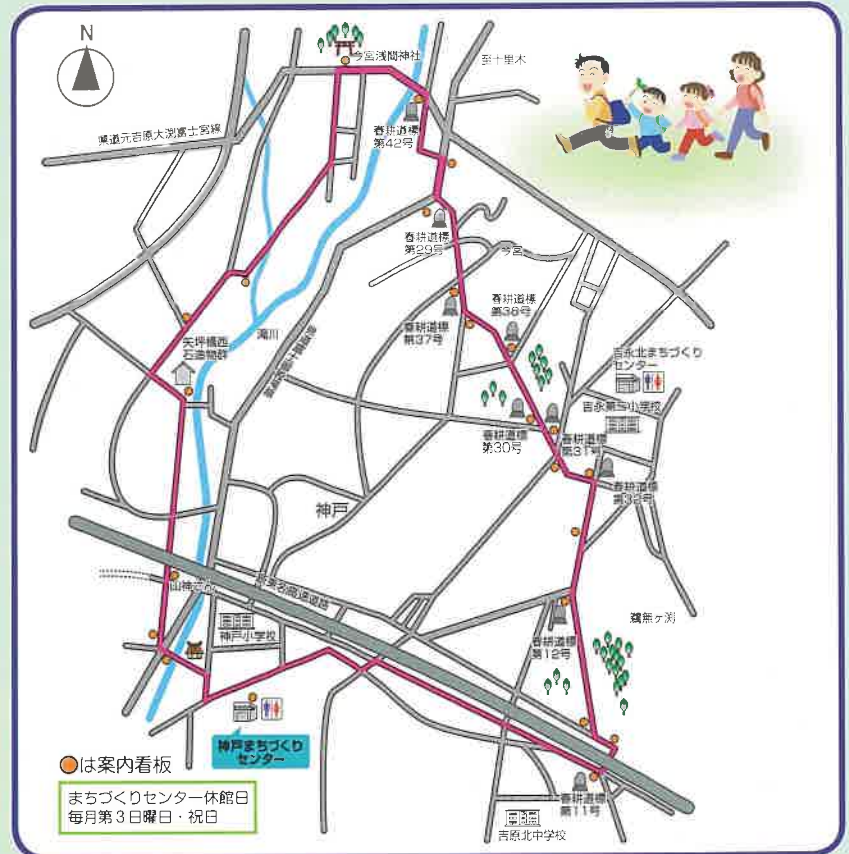 N
今宮浅間神社
至十里木
県道元吉原大渕富士宮線
春耕道標
第42号
春耕道標
第29号
今宮
春耕道標
第38号
春耕道標
第37号
矢坪橋西
石造物群
滝川
吉永北まちづくり
センター
吉永第二小学校
春耕道標
第30号
春耕道標
第31号
春耕道標
第32号
神戸
山神さん
新東名高速道路
神戸小学校
鵜無ヶ淵
春耕道標
第12号
神戸まちづくり
センター
●は案内看板
まちづくりセンター休館日
毎月第3日曜日・祝日
春耕道標
第11号
吉原北中学校